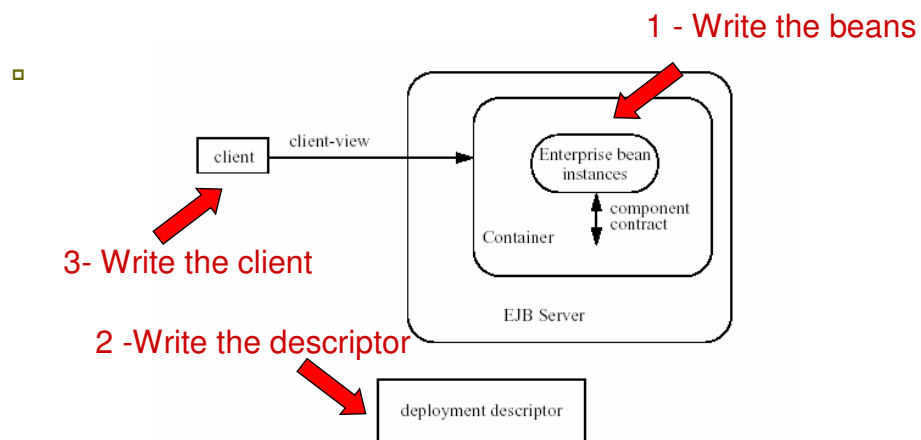 1 - Write the beans
client-view
client
Enterprise bean
instances
component
contract
Container
3- Write the client
EJB Server
2 -Write the descriptor
deployment descriptor